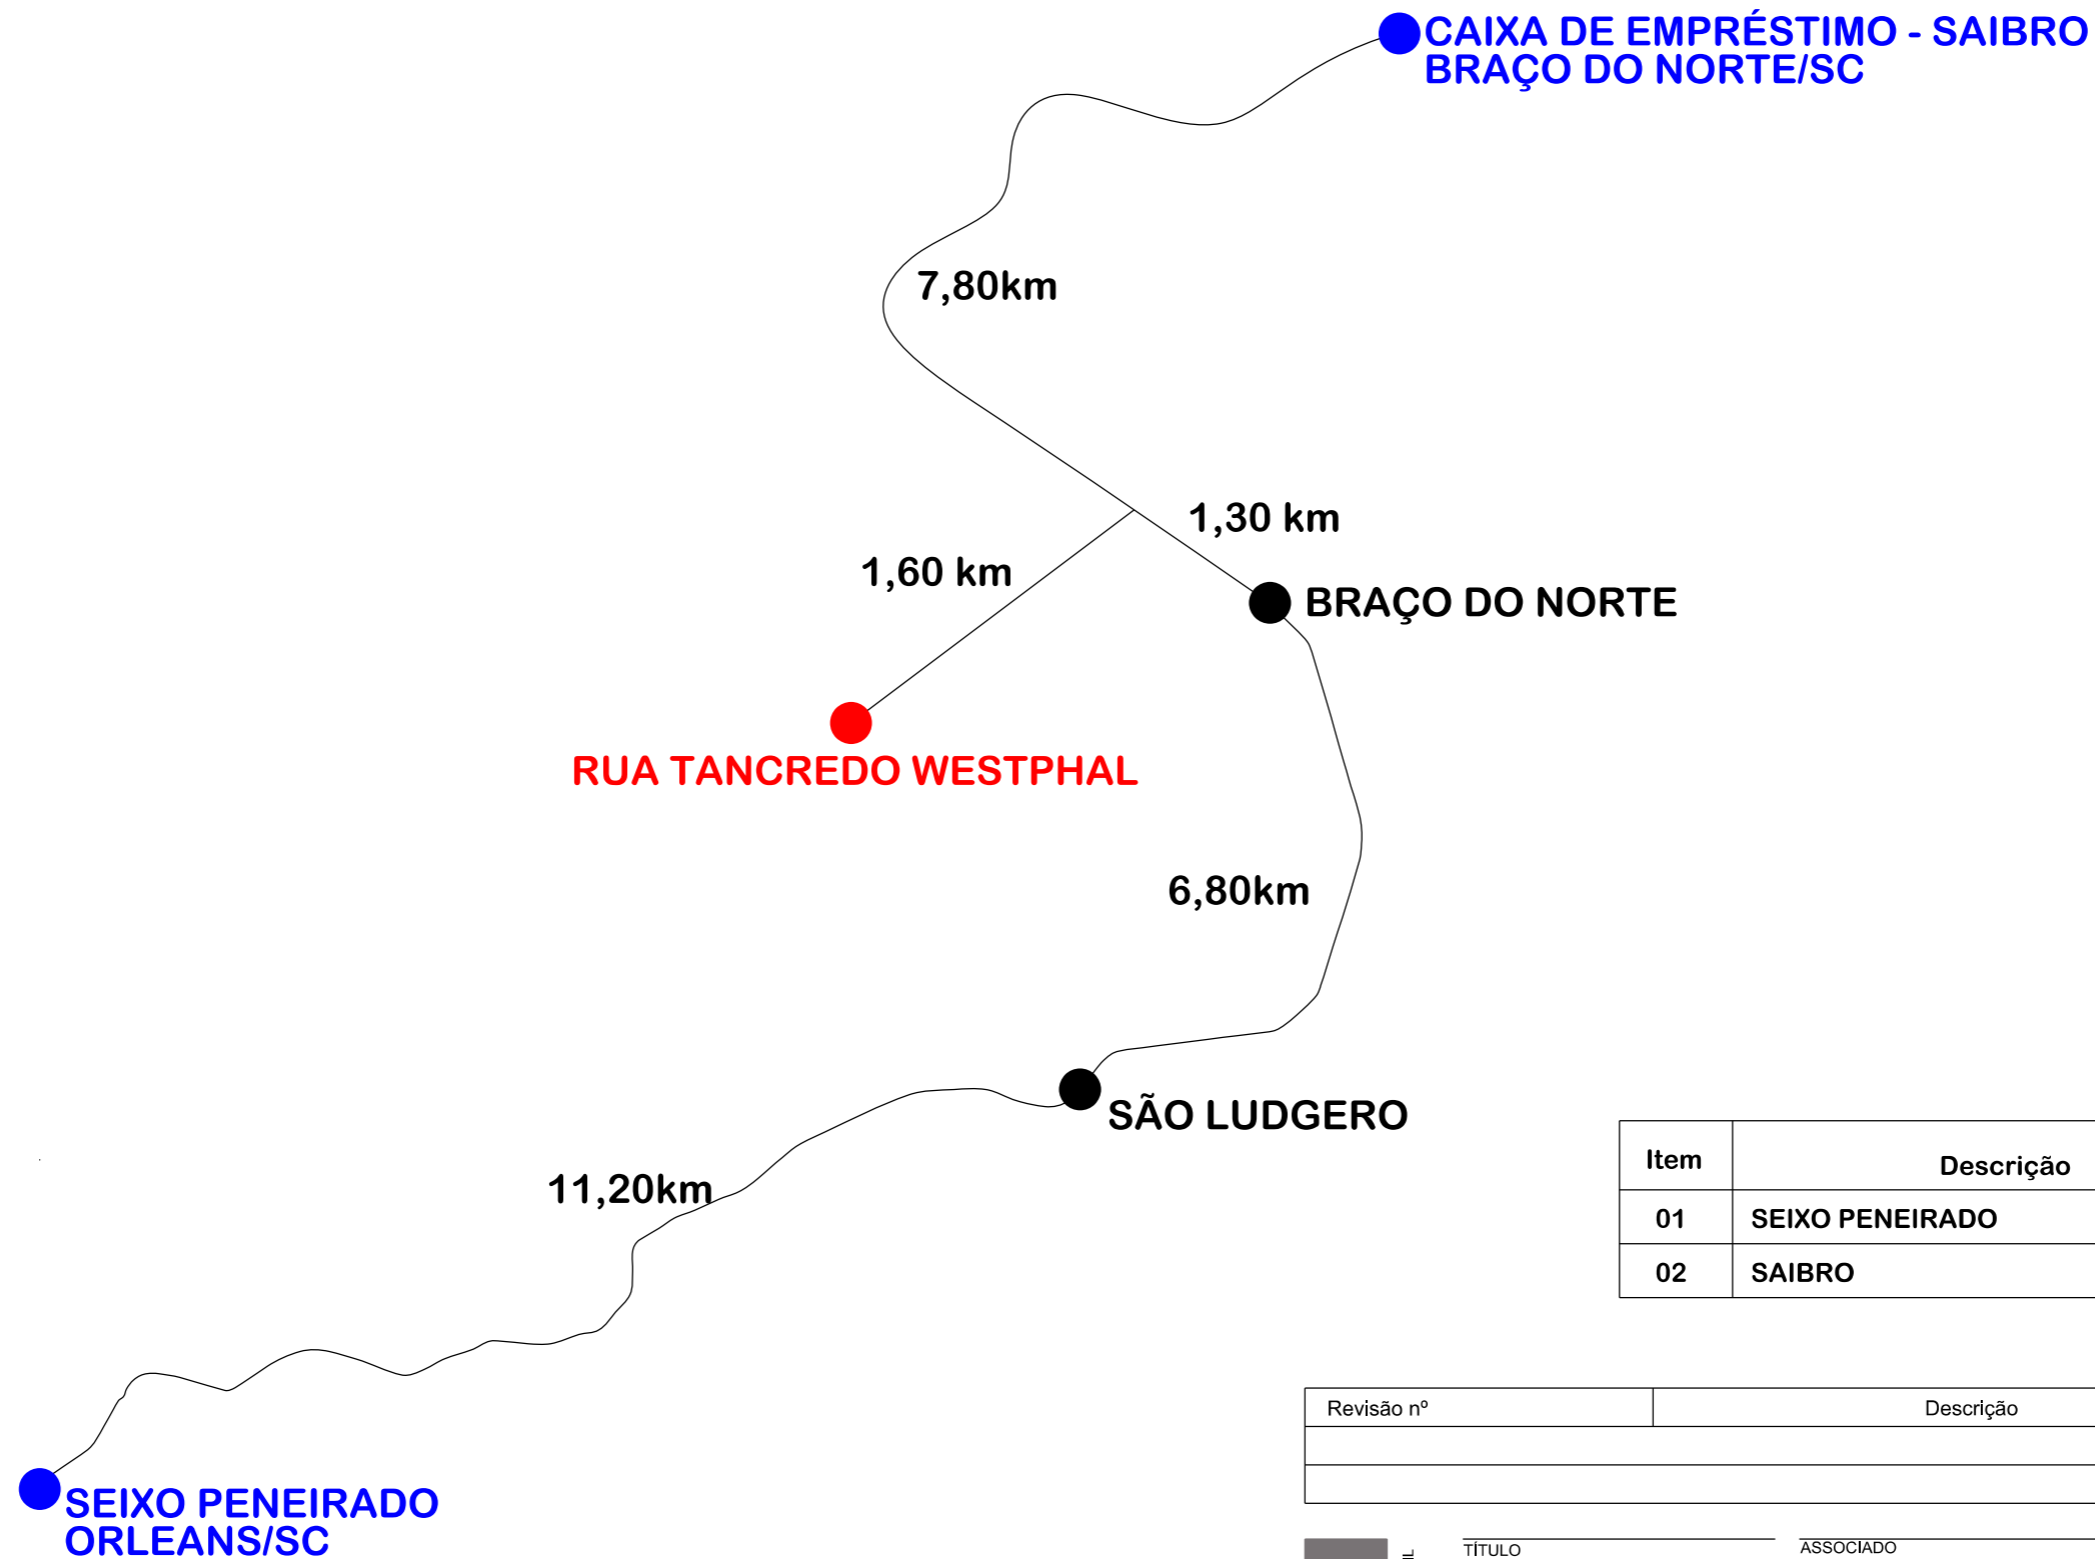 CAIXA DE EMPRÉSTIMO - SAIBRO
BRAÇO DO NORTE/SC
7,80km
1,30 km
1,60 km
BRAÇO DO NORTE
RUA TANCREDO WESTPHAL
6,80km
SÃO LUDGERO
11,20km
Item Descrição
01 SEIXO PENEIRADO
02 SAIBRO
Revisão nº Descrição
SEIXO PENEIRADO
ORLEANS/SC
TÍTULO ASSOCIADO